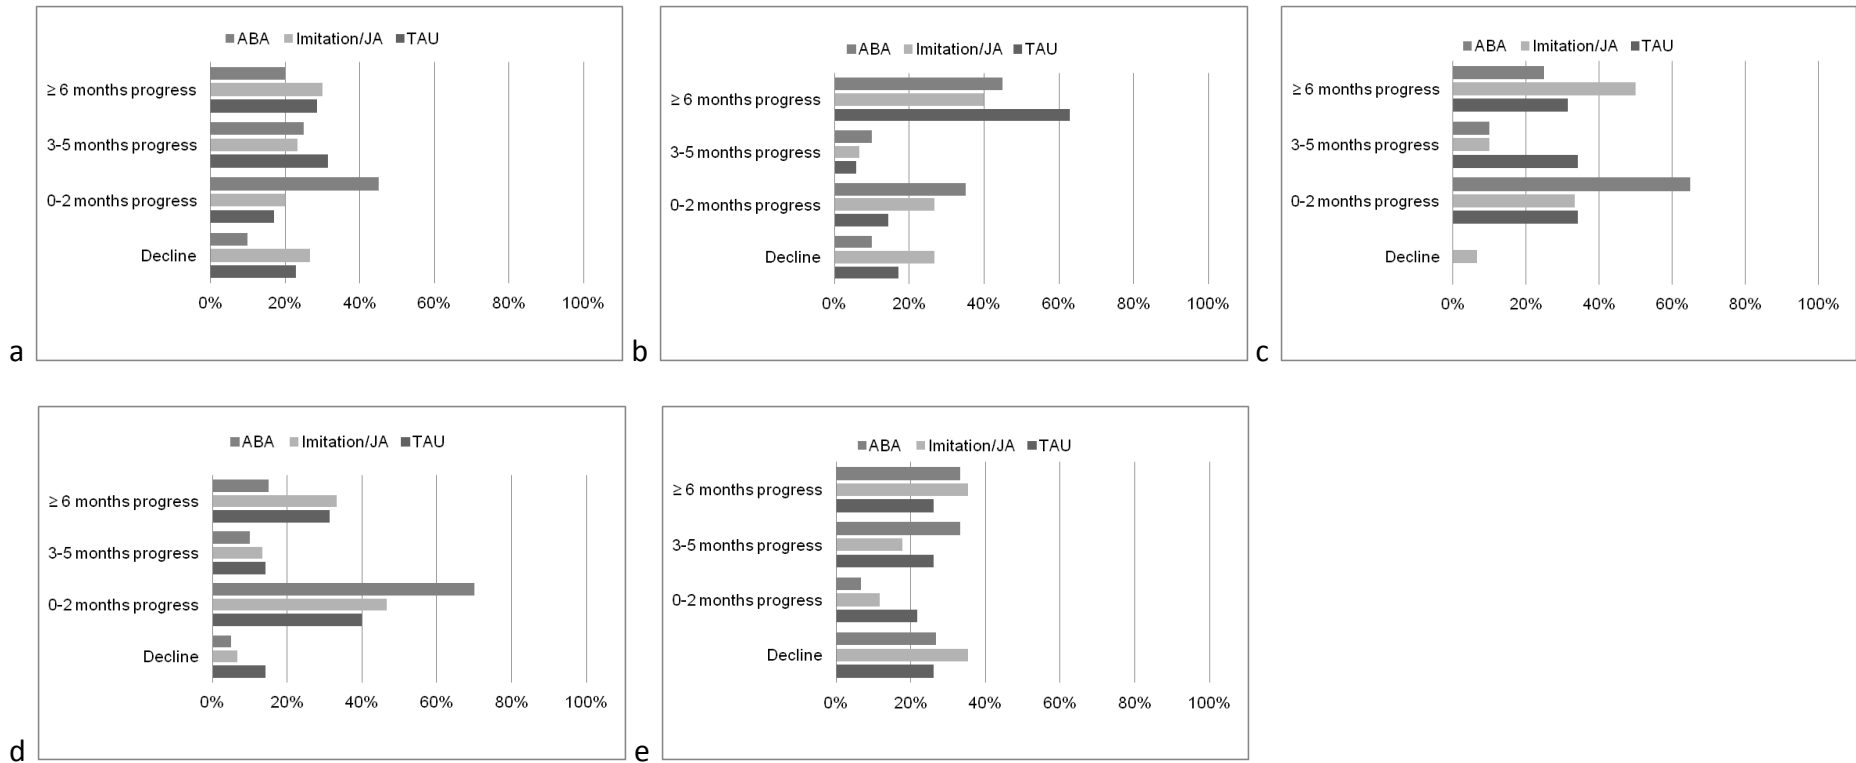 ABA Imitation/JA TAU
≥ 6 months progress
3-5 months progress
0-2 months progress
Decline
0% 20% 40% 60% 80% 100%
a
ABA Imitation/JA TAU
≥ 6 months progress
3-5 months progress
0-2 months progress
Decline
0% 20% 40% 60% 80% 100%
b
ABA Imitation/JA TAU
≥ 6 months progress
3-5 months progress
0-2 months progress
Decline
0% 20% 40% 60% 80% 100%
c
ABA Imitation/JA TAU
≥ 6 months progress
3-5 months progress
0-2 months progress
Decline
0% 20% 40% 60% 80% 100%
d
ABA Imitation/JA TAU
≥ 6 months progress
3-5 months progress
0-2 months progress
Decline
0% 20% 40% 60% 80% 100%
e